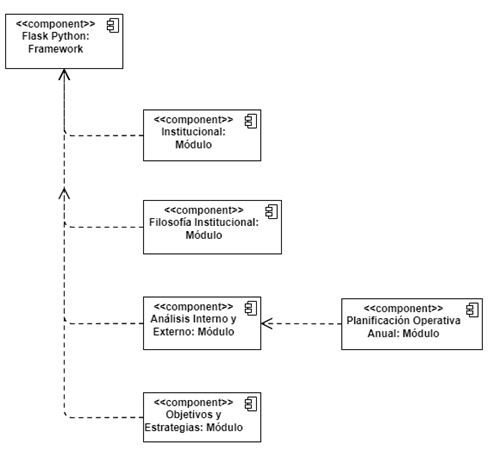 <<component>>
Flask Python:
Framework
<<component>>
Institucional:
Módulo
<<component>>
Filosofía Institucional:
Módulo
<<component>>
Análisis Interno y
Externo: Módulo
<<component>>
Planificación Operativa
Anual: Módulo
<<component>>
Objetivos y
Estrategias: Módulo